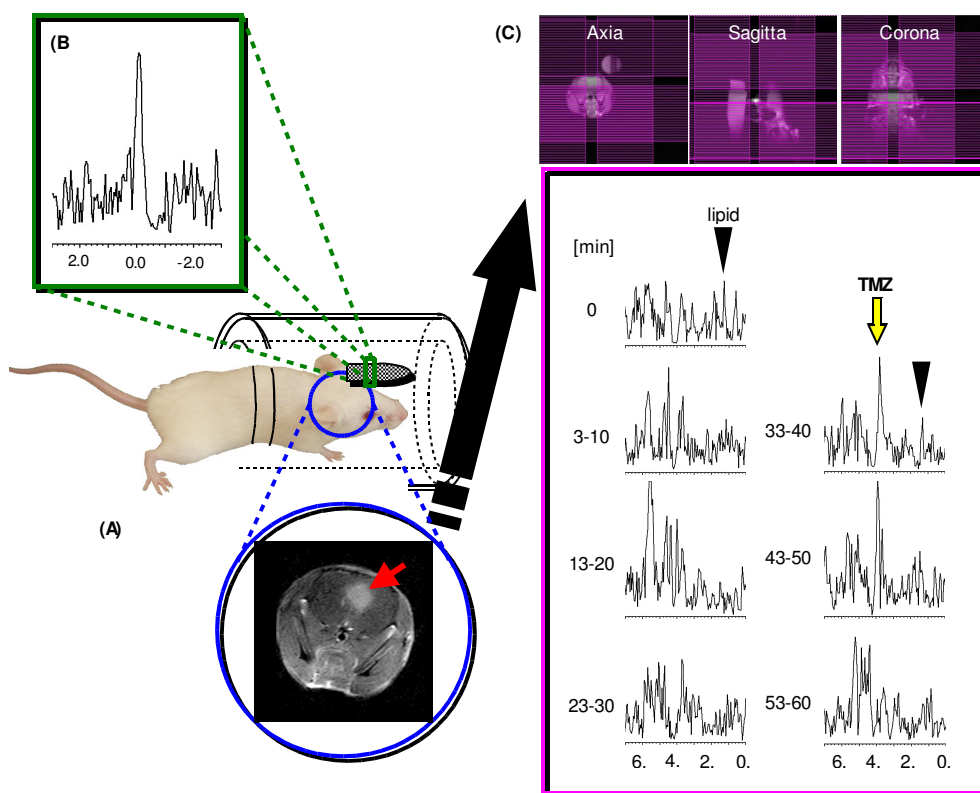 (B)
2.0 0.0 -2.0
(A)
(C)
Axia Sagitta Corona
lipid
[min]
0
TMZ
3-10 33-40
13-20 43-50
23-30 53-60
6. 4. 2. 0. 6. 4. 2. 0.